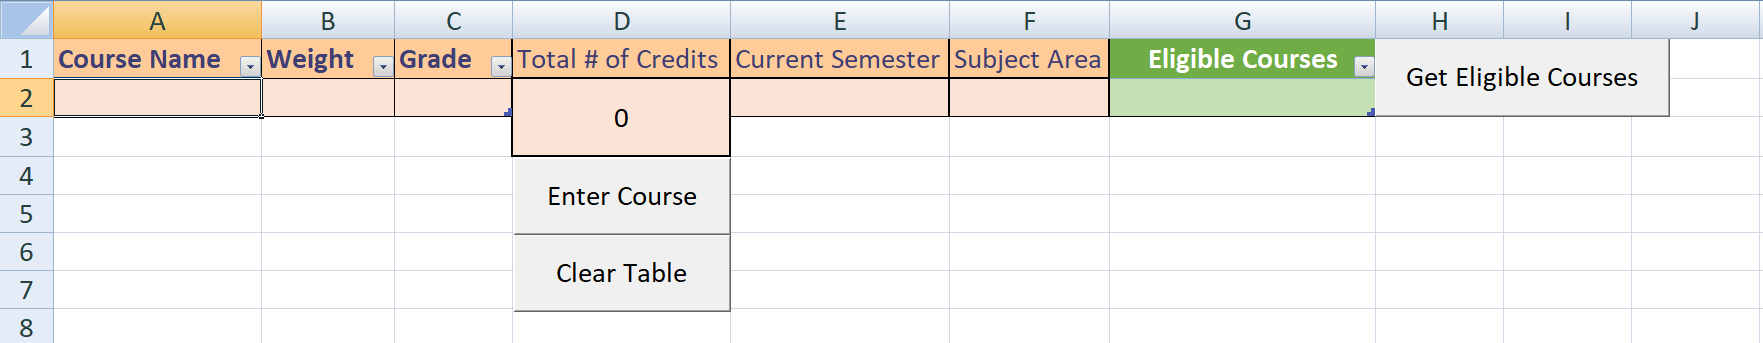 A B C D E F G H I J
1 Course Name Weight Grade Total # of Credits Current Semester Subject Area Eligible Courses Get Eligible Courses
2
0
3
4
Enter Course
5
6
Clear Table
7
8